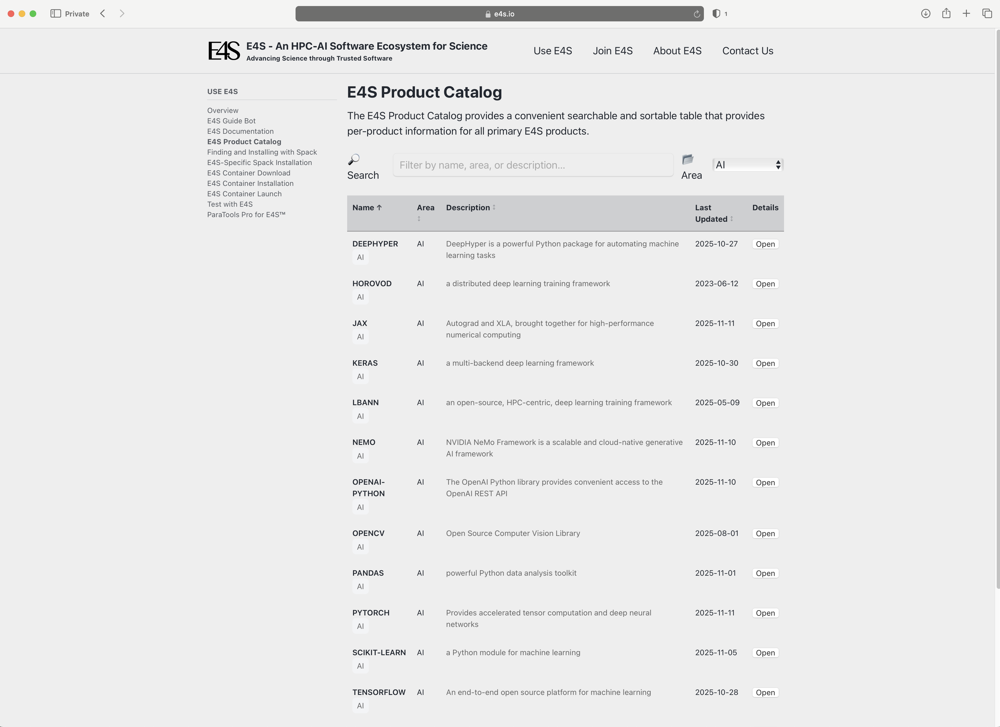 Private
e4s.io
1
E4S
E4S - An HPC-AI Software Ecosystem for Science
Advancing Science through Trusted Software
Use E4S
Join E4S
About E4S
Contact Us
USE E4S
Overview
E4S Guide Bot
E4S Documentation
E4S Product Catalog
Finding and Installing with Spack
E4S-Specific Spack Installation
E4S Container Download
E4S Container Installation
E4S Container Launch
Test with E4S
ParaTools Pro for E4S™
E4S Product Catalog
The E4S Product Catalog provides a convenient searchable and sortable table that provides
per-product information for all primary E4S products.
Search
Filter by name, area, or description...
Area
AI
Name ↑ Area ↕ Description ↕ Last Updated ↕ Details
DEEPHYPER AI DeepHyper is a powerful Python package for automating machine 2025-10-27 Open
learning tasks
AI
HOROVOD AI a distributed deep learning training framework 2023-06-12 Open
AI
JAX AI Autograd and XLA, brought together for high-performance 2025-11-11 Open
numerical computing
AI
KERAS AI a multi-backend deep learning framework 2025-10-30 Open
AI
LBANN AI an open-source, HPC-centric, deep learning training framework 2025-05-09 Open
AI
NEMO AI NVIDIA NeMo Framework is a scalable and cloud-native generative 2025-11-10 Open
AI framework
AI
OPENAI- AI The OpenAI Python library provides convenient access to the 2025-11-10 Open
PYTHON OpenAI REST API
AI
OPENCV AI Open Source Computer Vision Library 2025-08-01 Open
AI
PANDAS AI powerful Python data analysis toolkit 2025-11-01 Open
AI
PYTORCH AI Provides accelerated tensor computation and deep neural 2025-11-11 Open
networks
AI
SCIKIT-LEARN AI a Python module for machine learning 2025-11-05 Open
AI
TENSORFLOW AI An end-to-end open source platform for machine learning 2025-10-28 Open
AI